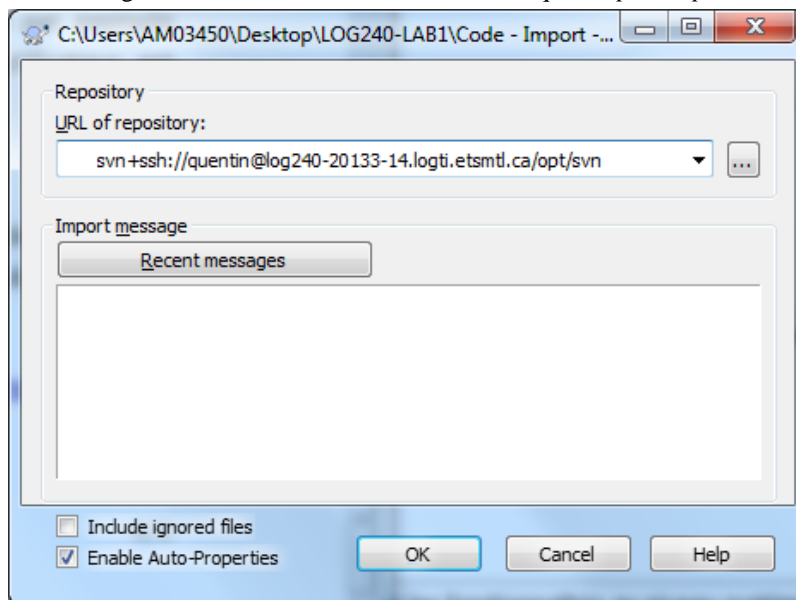 C:\Users\AM03450\Desktop\LOG240-LAB1\Code - Import -...
Repository
URL of repository:
svn+ssh://quentin@log240-20133-14.logti.etsmtl.ca/opt/svn
...
Import message
Recent messages
Include ignored files
Enable Auto-Properties
OK Cancel Help